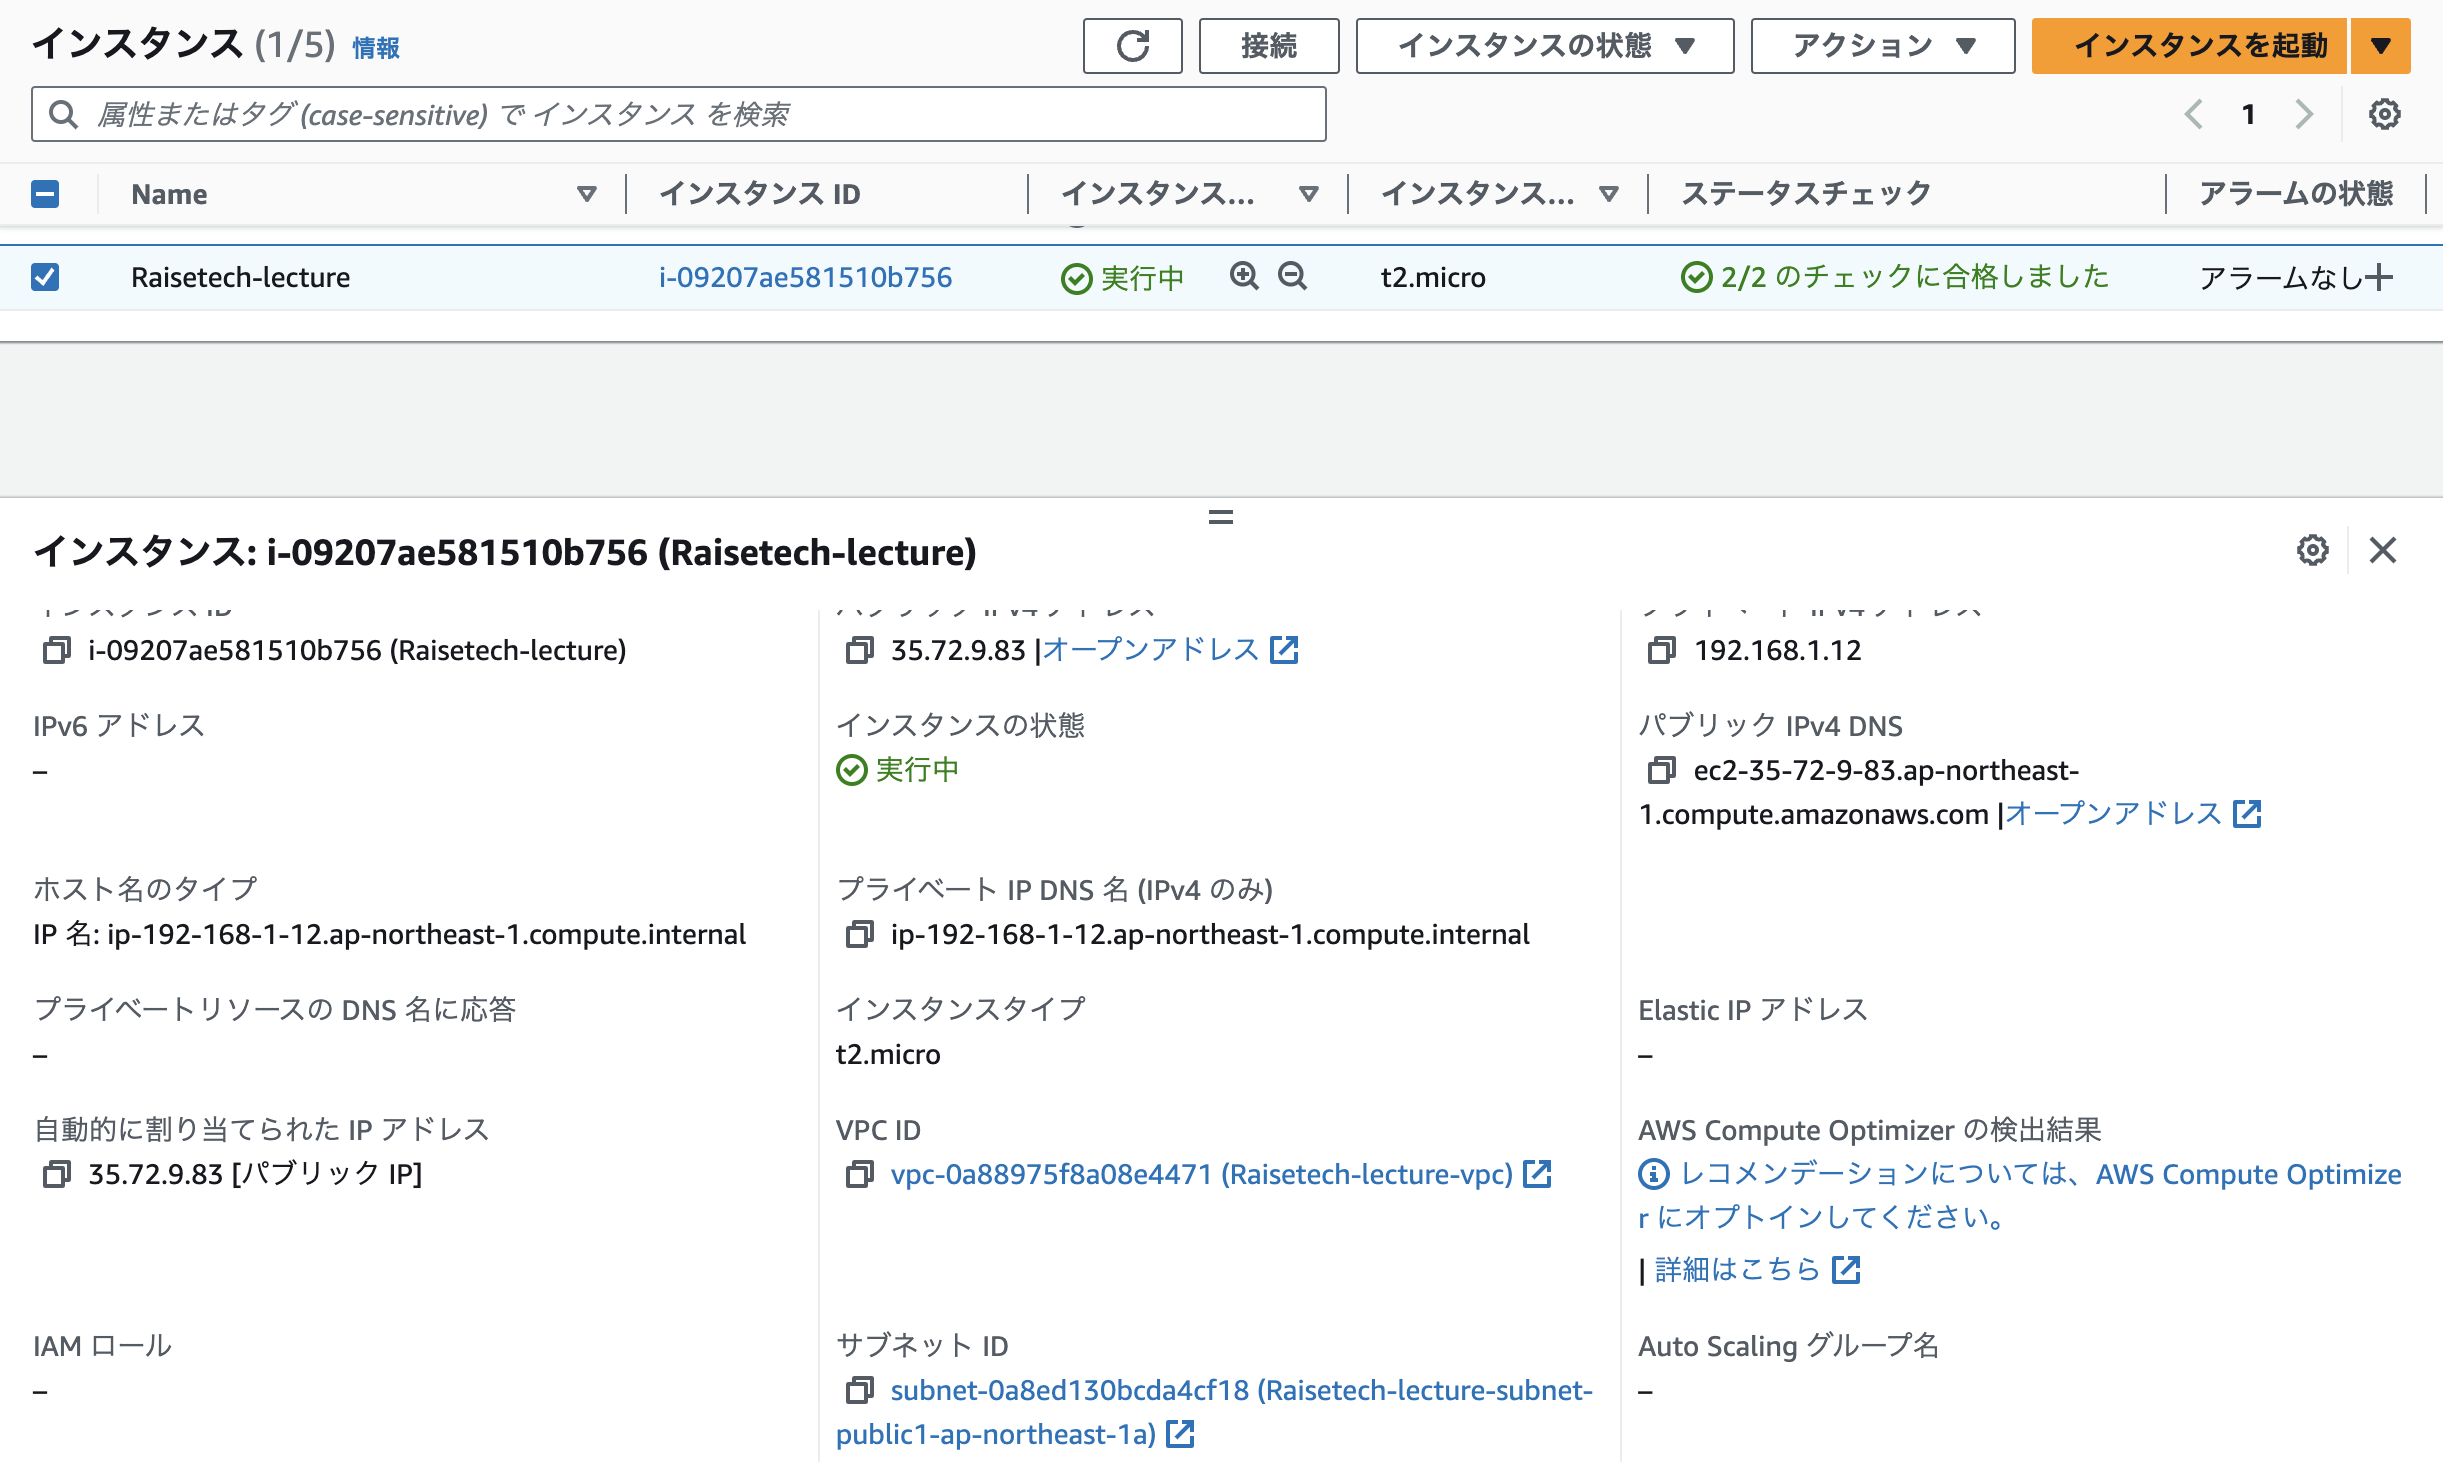 インスタンス (1/5) 情報
接続
インスタンスの状態
アクション
インスタンスを起動
属性またはタグ (case-sensitive) で インスタンス を検索
1
Name
インスタンス ID
インスタンス...
インスタンス...
ステータスチェック
アラームの状態
Raisetech-lecture
i-09207ae581510b756
実行中
t2.micro
2/2 のチェックに合格しました
アラームなし
インスタンス: i-09207ae581510b756 (Raisetech-lecture)
i-09207ae581510b756 (Raisetech-lecture)
35.72.9.83 |オープンアドレス
192.168.1.12
IPv6 アドレス
–
インスタンスの状態
実行中
パブリック IPv4 DNS
ec2-35-72-9-83.ap-northeast-
1.compute.amazonaws.com |オープンアドレス
ホスト名のタイプ
IP 名: ip-192-168-1-12.ap-northeast-1.compute.internal
プライベート IP DNS 名 (IPv4 のみ)
ip-192-168-1-12.ap-northeast-1.compute.internal
プライベートリソースの DNS 名に応答
–
インスタンスタイプ
t2.micro
Elastic IP アドレス
–
自動的に割り当てられた IP アドレス
35.72.9.83 [パブリック IP]
VPC ID
vpc-0a88975f8a08e4471 (Raisetech-lecture-vpc)
AWS Compute Optimizer の検出結果
レコメンデーションについては、AWS Compute Optimize
r にオプトインしてください。
| 詳細はこちら
IAM ロール
–
サブネット ID
subnet-0a8ed130bcda4cf18 (Raisetech-lecture-subnet-
public1-ap-northeast-1a)
Auto Scaling グループ名
–